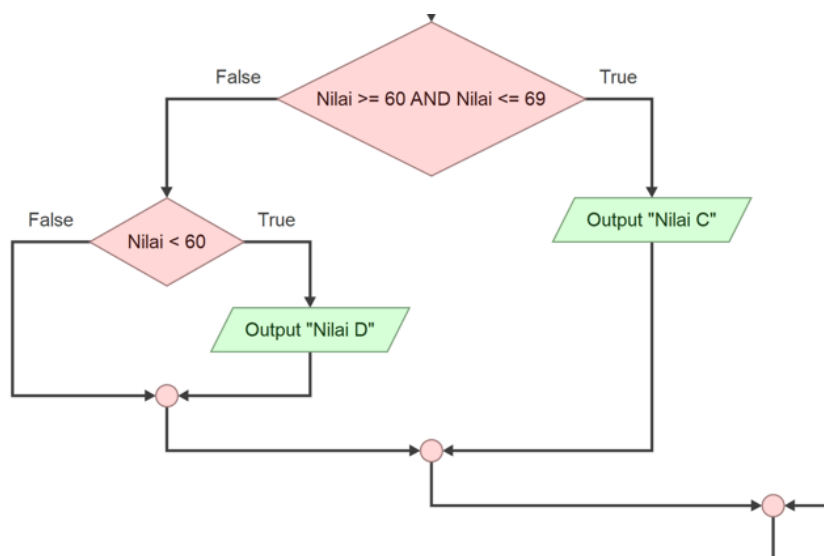 False
True
Nilai >= 60 AND Nilai <= 69
False
True
Output "Nilai C"
Nilai < 60
Output "Nilai D"